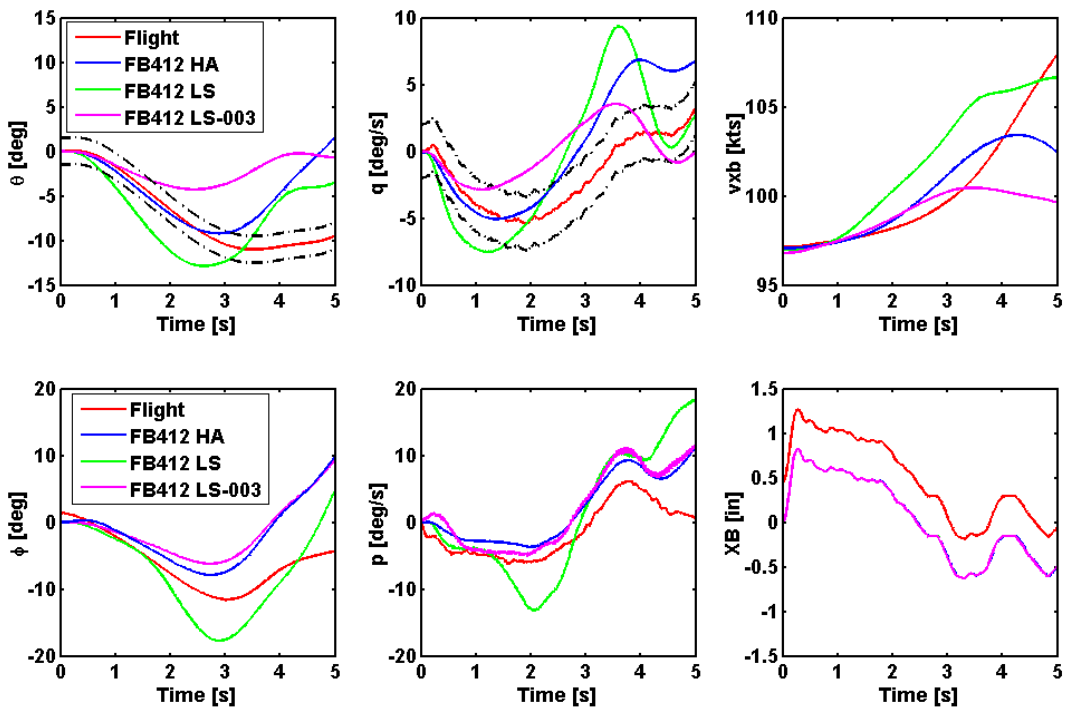 15
10
5
0
-5
-10
-15
θ [deg]
Flight
FB412 HA
FB412 LS
FB412 LS-003
0 1 2 3 4 5
Time [s]
10
5
0
-5
-10
q [deg/s]
0 1 2 3 4 5
Time [s]
110
105
100
95
vxb [kts]
0 1 2 3 4 5
Time [s]
20
10
0
-10
-20
ϕ [deg]
Flight
FB412 HA
FB412 LS
FB412 LS-003
0 1 2 3 4 5
Time [s]
20
10
0
-10
-20
p [deg/s]
0 1 2 3 4 5
Time [s]
1.5
1
0.5
0
-0.5
-1
-1.5
XB [in]
0 1 2 3 4 5
Time [s]